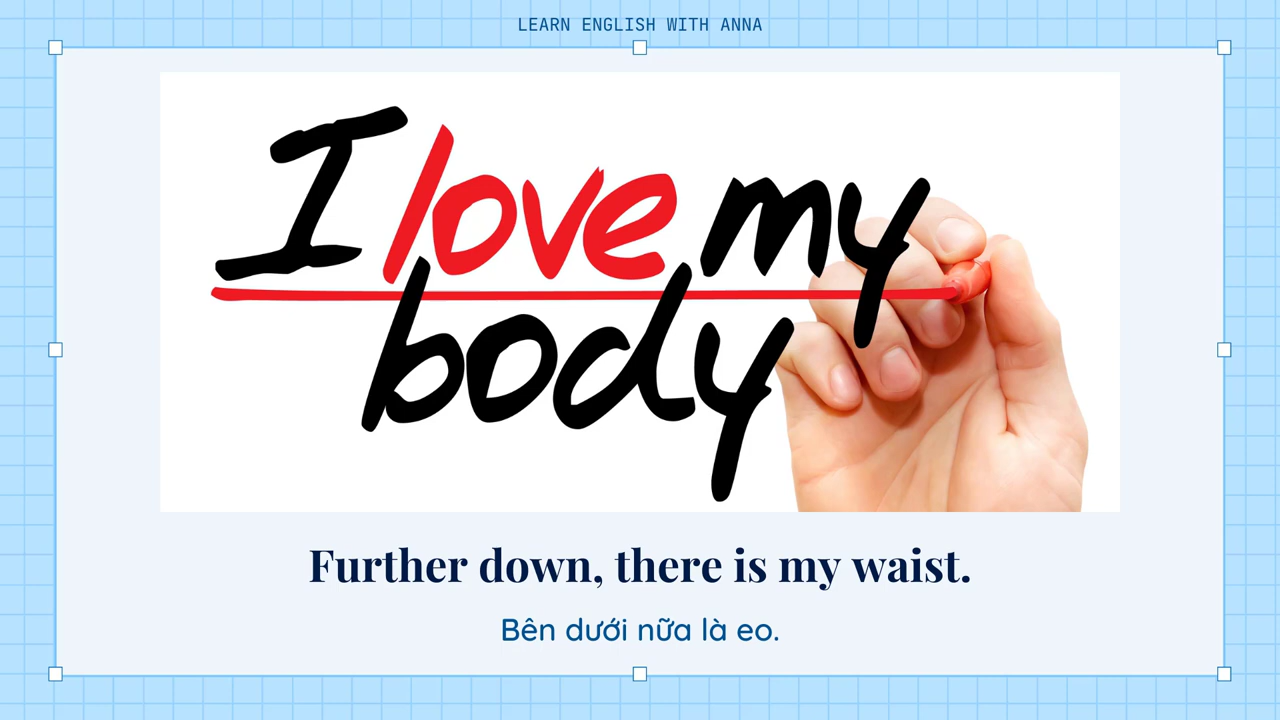 LEARN ENGLISH WITH ANNA
I love my
body
Further down, there is my waist.
Bên dưới nữa là eo.